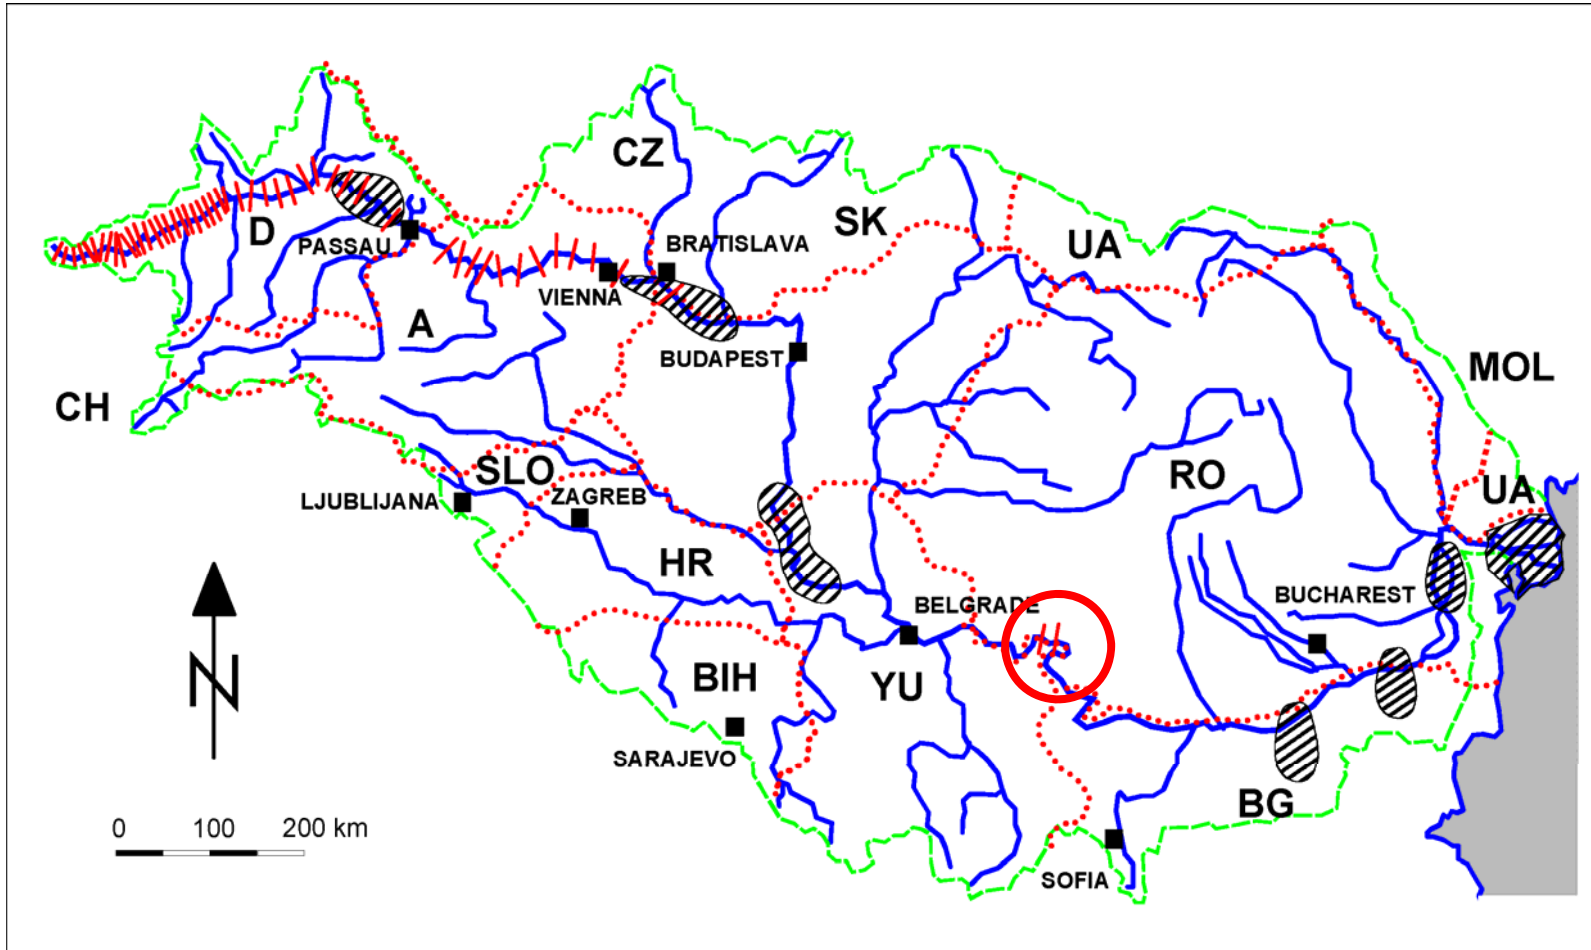 CZ
SK
D
PASSAU
BRATISLAVA
UA
VIENNA
A
BUDAPEST
MOL
CH
SLO
RO
LJUBLIJANA
ZAGREB
UA
HR
BELGRADE
BUCHAREST
BIH
YU
N
SARAJEVO
BG
0 100 200 km
SOFIA